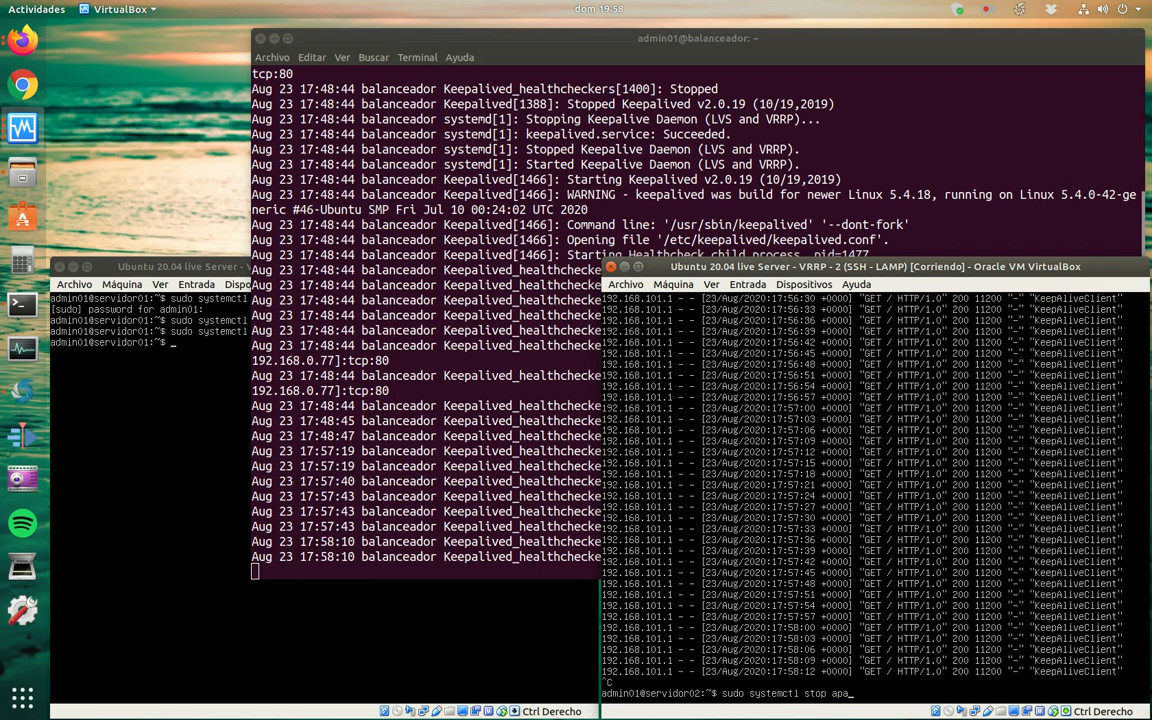 Actividades
VirtualBox
dom 19:58
admin01@balanceador: ~
Archivo Editar Ver Buscar Terminal Ayuda
tcp:80
Aug 23 17:48:44 balanceador Keepalived_healthcheckers[1400]: Stopped
Aug 23 17:48:44 balanceador Keepalived[1388]: Stopped Keepalived v2.0.19 (10/19,2019)
Aug 23 17:48:44 balanceador systemd[1]: Stopping Keepalive Daemon (LVS and VRRP)...
Aug 23 17:48:44 balanceador systemd[1]: keepalived.service: Succeeded.
Aug 23 17:48:44 balanceador systemd[1]: Stopped Keepalive Daemon (LVS and VRRP).
Aug 23 17:48:44 balanceador systemd[1]: Started Keepalive Daemon (LVS and VRRP).
Aug 23 17:48:44 balanceador Keepalived[1466]: Starting Keepalived v2.0.19 (10/19,2019)
Aug 23 17:48:44 balanceador Keepalived[1466]: WARNING - keepalived was build for newer Linux 5.4.18, running on Linux 5.4.0-42-ge
neric #46-Ubuntu SMP Fri Jul 10 00:24:02 UTC 2020
Aug 23 17:48:44 balanceador Keepalived[1466]: Command line: '/usr/sbin/keepalived' '--dont-fork'
Aug 23 17:48:44 balanceador Keepalived[1466]: Opening file '/etc/keepalived/keepalived.conf'.
Aug 23 17:48:44 balanceador Keepalived[1466]: Starting Healthcheck child process, pid=1477
Aug 23 17:48:44 balanceador Keepalived_healthchecke
Aug 23 17:48:44 balanceador Keepalived_healthchecke
Aug 23 17:48:44 balanceador Keepalived_healthchecke
Aug 23 17:48:44 balanceador Keepalived_healthchecke
Aug 23 17:48:44 balanceador Keepalived_healthchecke
Aug 23 17:48:44 balanceador Keepalived_healthchecke
192.168.0.77]:tcp:80
Aug 23 17:48:44 balanceador Keepalived_healthchecke
192.168.0.77]:tcp:80
Aug 23 17:48:44 balanceador Keepalived_healthchecke
Aug 23 17:48:45 balanceador Keepalived_healthchecke
Aug 23 17:48:47 balanceador Keepalived_healthchecke
Aug 23 17:57:19 balanceador Keepalived_healthchecke
Aug 23 17:57:19 balanceador Keepalived_healthchecke
Aug 23 17:57:40 balanceador Keepalived_healthchecke
Aug 23 17:57:43 balanceador Keepalived_healthchecke
Aug 23 17:57:43 balanceador Keepalived_healthchecke
Aug 23 17:57:43 balanceador Keepalived_healthchecke
Aug 23 17:58:10 balanceador Keepalived_healthchecke
Aug 23 17:58:10 balanceador Keepalived_healthchecke
Ubuntu 20.04 live Server - V
Archivo Máquina Ver Entrada Dispo
admin01@servidor01:~$ sudo systemctl
[sudo] password for admin01:
admin01@servidor01:~$ sudo systemctl
admin01@servidor01:~$ sudo systemctl
admin01@servidor01:~$ _
Ctrl Derecho
Ubuntu 20.04 live Server - VRRP - 2 (SSH - LAMP) [Corriendo] - Oracle VM VirtualBox
Archivo Máquina Ver Entrada Dispositivos Ayuda
192.168.101.1 - - [23/Aug/2020:17:56:30 +0000] "GET / HTTP/1.0" 200 11200 "-" "KeepAliveClient"
192.168.101.1 - - [23/Aug/2020:17:56:33 +0000] "GET / HTTP/1.0" 200 11200 "-" "KeepAliveClient"
192.168.101.1 - - [23/Aug/2020:17:56:36 +0000] "GET / HTTP/1.0" 200 11200 "-" "KeepAliveClient"
192.168.101.1 - - [23/Aug/2020:17:56:39 +0000] "GET / HTTP/1.0" 200 11200 "-" "KeepAliveClient"
192.168.101.1 - - [23/Aug/2020:17:56:42 +0000] "GET / HTTP/1.0" 200 11200 "-" "KeepAliveClient"
192.168.101.1 - - [23/Aug/2020:17:56:45 +0000] "GET / HTTP/1.0" 200 11200 "-" "KeepAliveClient"
192.168.101.1 - - [23/Aug/2020:17:56:48 +0000] "GET / HTTP/1.0" 200 11200 "-" "KeepAliveClient"
192.168.101.1 - - [23/Aug/2020:17:56:51 +0000] "GET / HTTP/1.0" 200 11200 "-" "KeepAliveClient"
192.168.101.1 - - [23/Aug/2020:17:56:54 +0000] "GET / HTTP/1.0" 200 11200 "-" "KeepAliveClient"
192.168.101.1 - - [23/Aug/2020:17:56:57 +0000] "GET / HTTP/1.0" 200 11200 "-" "KeepAliveClient"
192.168.101.1 - - [23/Aug/2020:17:57:00 +0000] "GET / HTTP/1.0" 200 11200 "-" "KeepAliveClient"
192.168.101.1 - - [23/Aug/2020:17:57:03 +0000] "GET / HTTP/1.0" 200 11200 "-" "KeepAliveClient"
192.168.101.1 - - [23/Aug/2020:17:57:06 +0000] "GET / HTTP/1.0" 200 11200 "-" "KeepAliveClient"
192.168.101.1 - - [23/Aug/2020:17:57:09 +0000] "GET / HTTP/1.0" 200 11200 "-" "KeepAliveClient"
192.168.101.1 - - [23/Aug/2020:17:57:12 +0000] "GET / HTTP/1.0" 200 11200 "-" "KeepAliveClient"
192.168.101.1 - - [23/Aug/2020:17:57:15 +0000] "GET / HTTP/1.0" 200 11200 "-" "KeepAliveClient"
192.168.101.1 - - [23/Aug/2020:17:57:18 +0000] "GET / HTTP/1.0" 200 11200 "-" "KeepAliveClient"
192.168.101.1 - - [23/Aug/2020:17:57:21 +0000] "GET / HTTP/1.0" 200 11200 "-" "KeepAliveClient"
192.168.101.1 - - [23/Aug/2020:17:57:24 +0000] "GET / HTTP/1.0" 200 11200 "-" "KeepAliveClient"
192.168.101.1 - - [23/Aug/2020:17:57:27 +0000] "GET / HTTP/1.0" 200 11200 "-" "KeepAliveClient"
192.168.101.1 - - [23/Aug/2020:17:57:30 +0000] "GET / HTTP/1.0" 200 11200 "-" "KeepAliveClient"
192.168.101.1 - - [23/Aug/2020:17:57:33 +0000] "GET / HTTP/1.0" 200 11200 "-" "KeepAliveClient"
192.168.101.1 - - [23/Aug/2020:17:57:36 +0000] "GET / HTTP/1.0" 200 11200 "-" "KeepAliveClient"
192.168.101.1 - - [23/Aug/2020:17:57:39 +0000] "GET / HTTP/1.0" 200 11200 "-" "KeepAliveClient"
192.168.101.1 - - [23/Aug/2020:17:57:42 +0000] "GET / HTTP/1.0" 200 11200 "-" "KeepAliveClient"
192.168.101.1 - - [23/Aug/2020:17:57:45 +0000] "GET / HTTP/1.0" 200 11200 "-" "KeepAliveClient"
192.168.101.1 - - [23/Aug/2020:17:57:48 +0000] "GET / HTTP/1.0" 200 11200 "-" "KeepAliveClient"
192.168.101.1 - - [23/Aug/2020:17:57:51 +0000] "GET / HTTP/1.0" 200 11200 "-" "KeepAliveClient"
192.168.101.1 - - [23/Aug/2020:17:57:54 +0000] "GET / HTTP/1.0" 200 11200 "-" "KeepAliveClient"
192.168.101.1 - - [23/Aug/2020:17:57:57 +0000] "GET / HTTP/1.0" 200 11200 "-" "KeepAliveClient"
192.168.101.1 - - [23/Aug/2020:17:58:00 +0000] "GET / HTTP/1.0" 200 11200 "-" "KeepAliveClient"
192.168.101.1 - - [23/Aug/2020:17:58:03 +0000] "GET / HTTP/1.0" 200 11200 "-" "KeepAliveClient"
192.168.101.1 - - [23/Aug/2020:17:58:06 +0000] "GET / HTTP/1.0" 200 11200 "-" "KeepAliveClient"
192.168.101.1 - - [23/Aug/2020:17:58:09 +0000] "GET / HTTP/1.0" 200 11200 "-" "KeepAliveClient"
192.168.101.1 - - [23/Aug/2020:17:58:12 +0000] "GET / HTTP/1.0" 200 11200 "-" "KeepAliveClient"
^C
admin01@servidor02:~$ sudo systemctl stop apa_
Ctrl Derecho